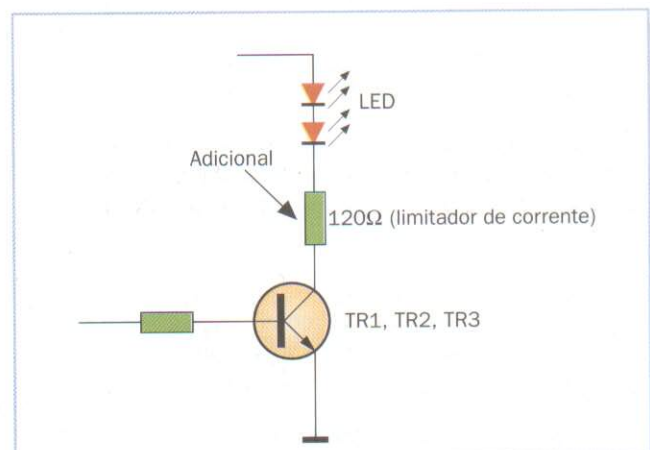 LED
Adicional
120Ω (limitador de corrente)
TR1, TR2, TR3